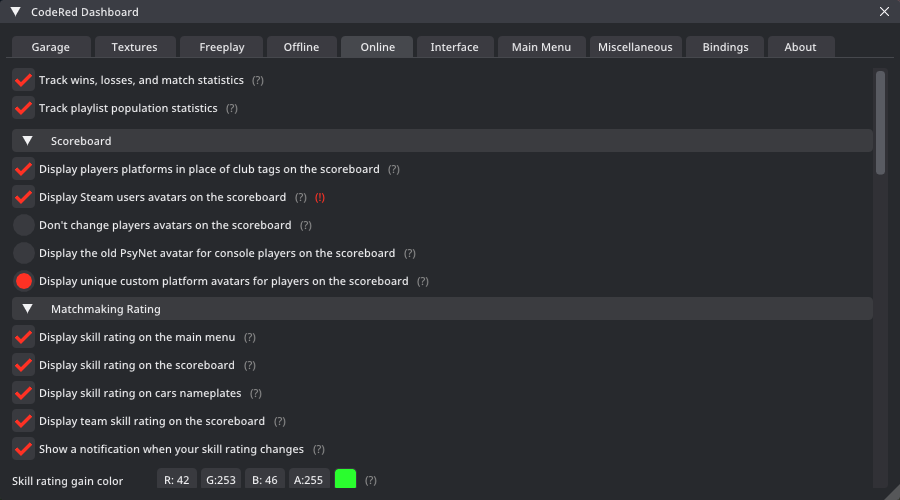 CodeRed Dashboard
Garage Textures Freeplay Offline Online Interface Main Menu Miscellaneous Bindings About
Track wins, losses, and match statistics (?)
Track playlist population statistics (?)
Scoreboard
Display players platforms in place of club tags on the scoreboard (?)
Display Steam users avatars on the scoreboard (?) (!)
Don't change players avatars on the scoreboard (?)
Display the old PsyNet avatar for console players on the scoreboard (?)
Display unique custom platform avatars for players on the scoreboard (?)
Matchmaking Rating
Display skill rating on the main menu (?)
Display skill rating on the scoreboard (?)
Display skill rating on cars nameplates (?)
Display team skill rating on the scoreboard (?)
Show a notification when your skill rating changes (?)
Skill rating gain color R: 42 G:253 B: 46 A:255 (?)